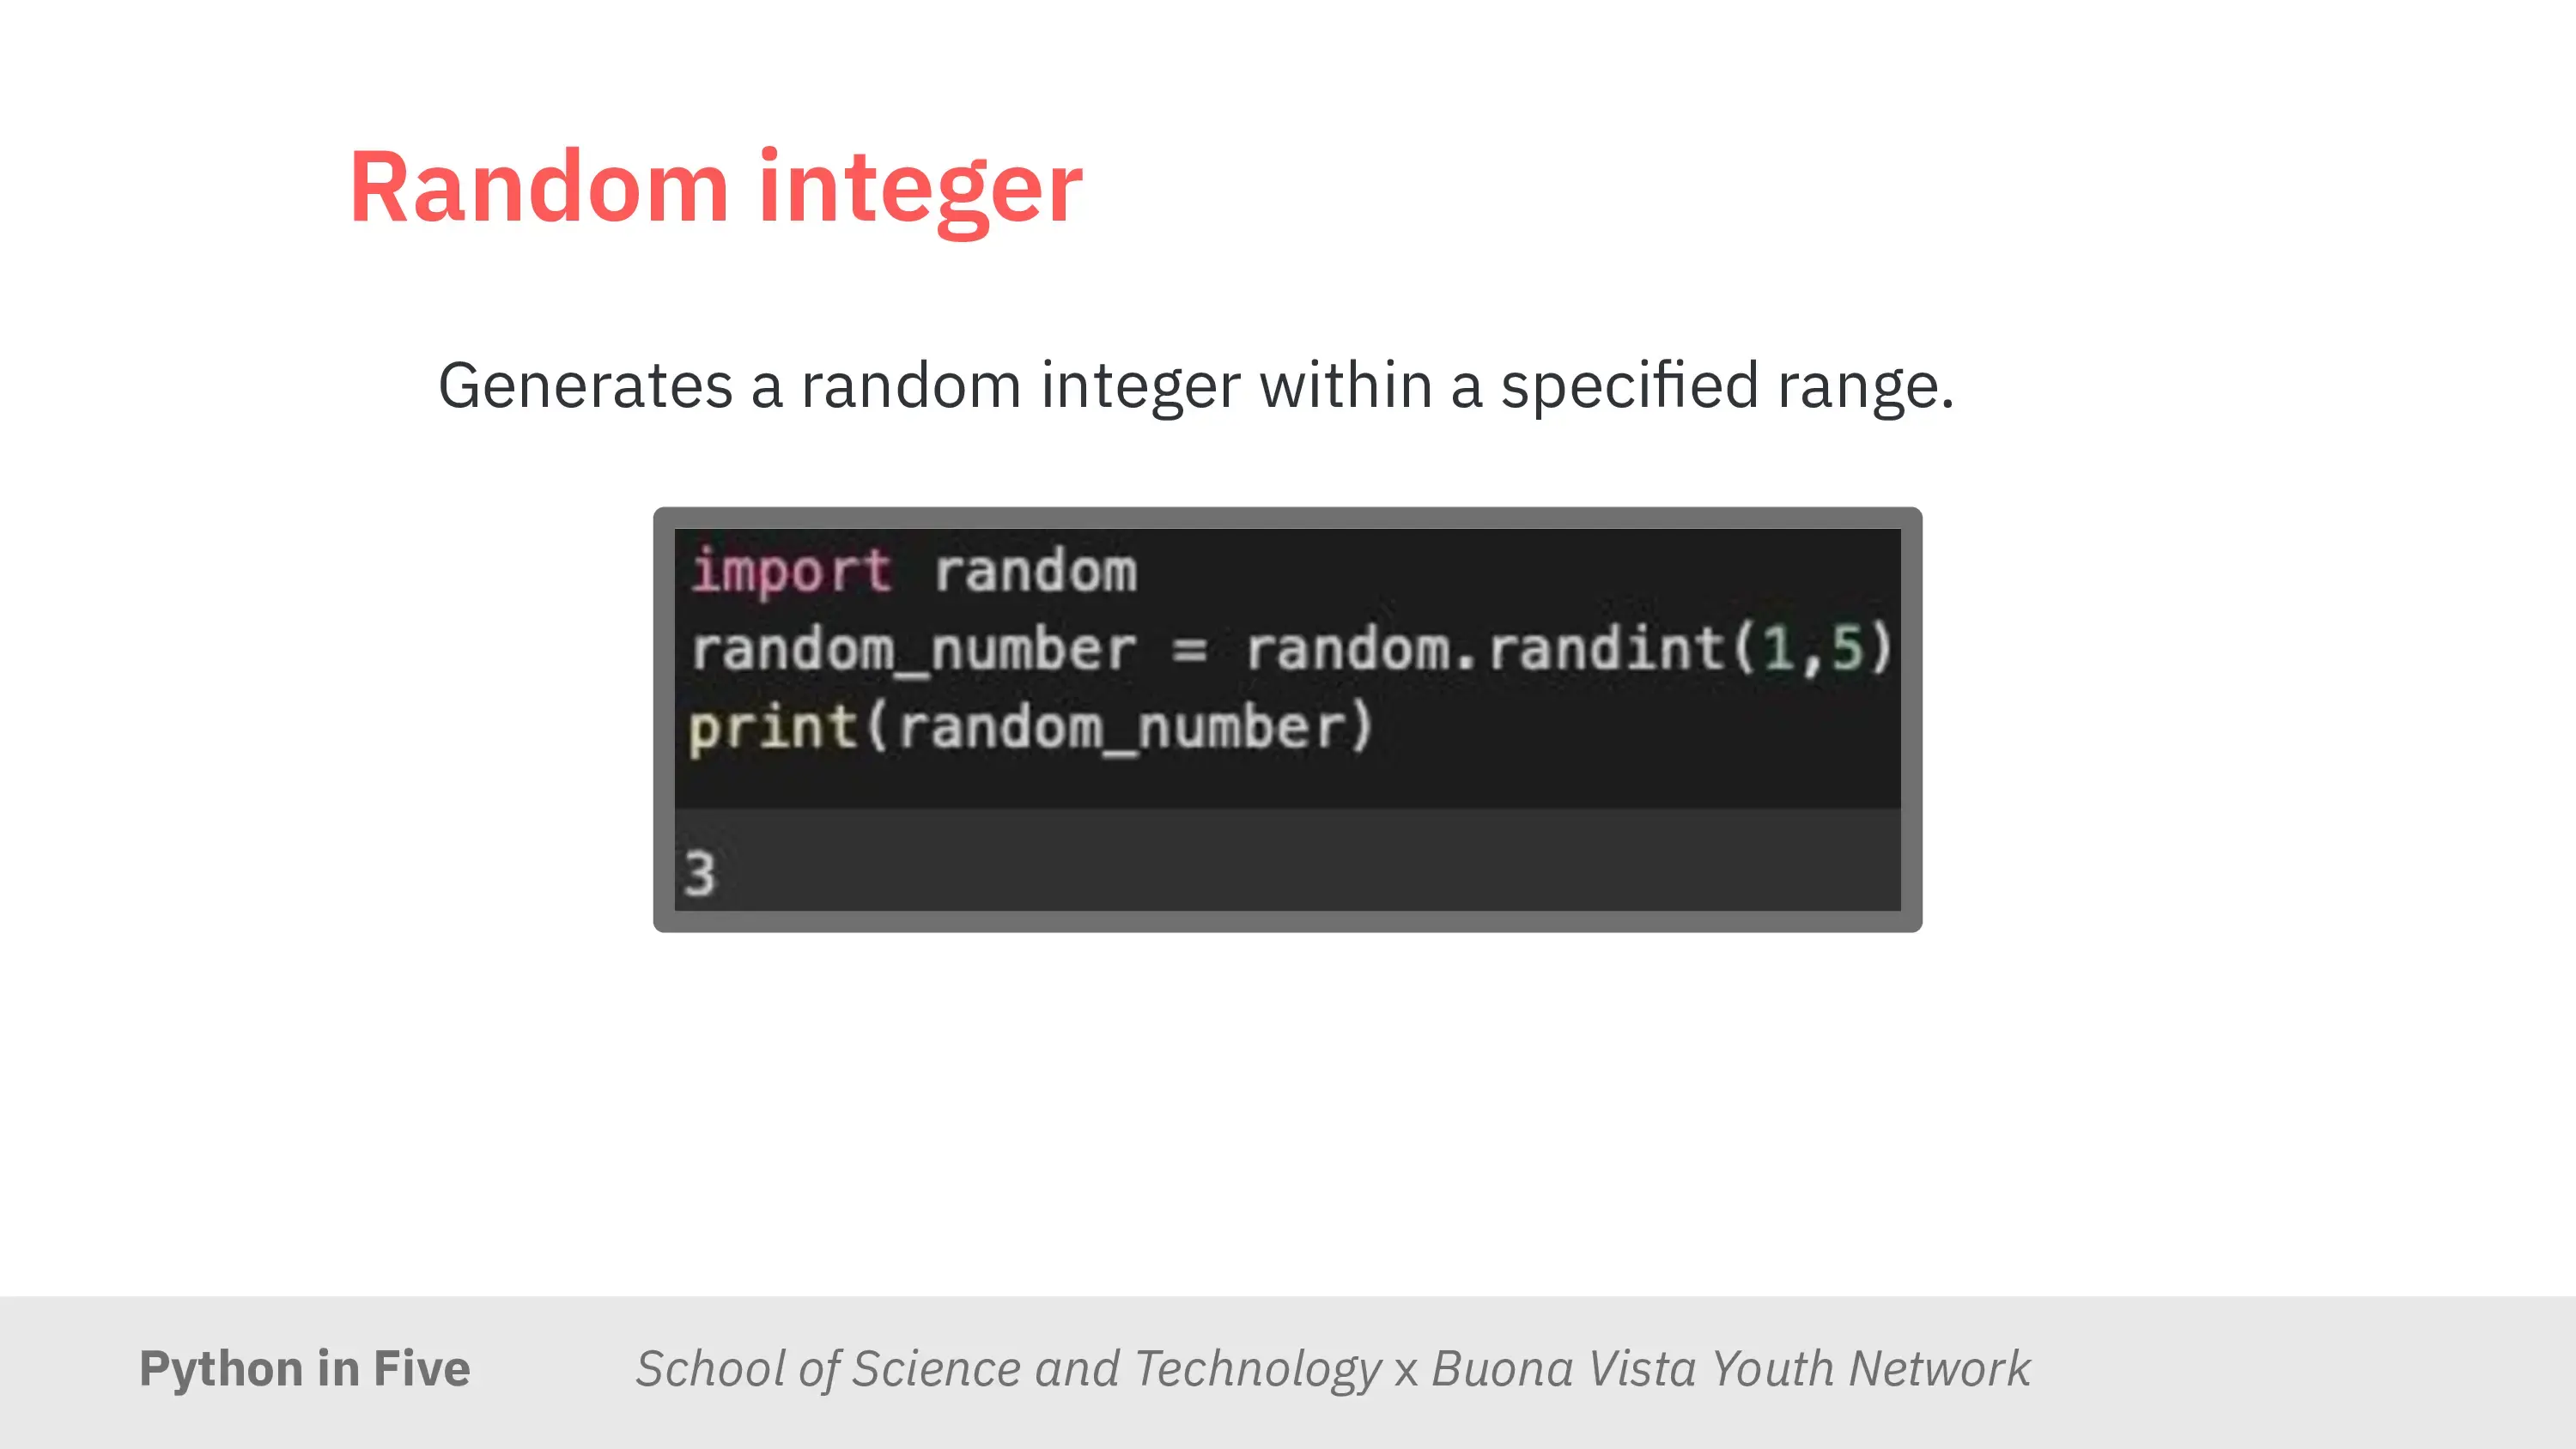 Random integer
Generates a random integer within a specified range.
import random
random_number = random.randint(1,5)
print(random_number)
3
Python in Five
School of Science and Technology x Buona Vista Youth Network